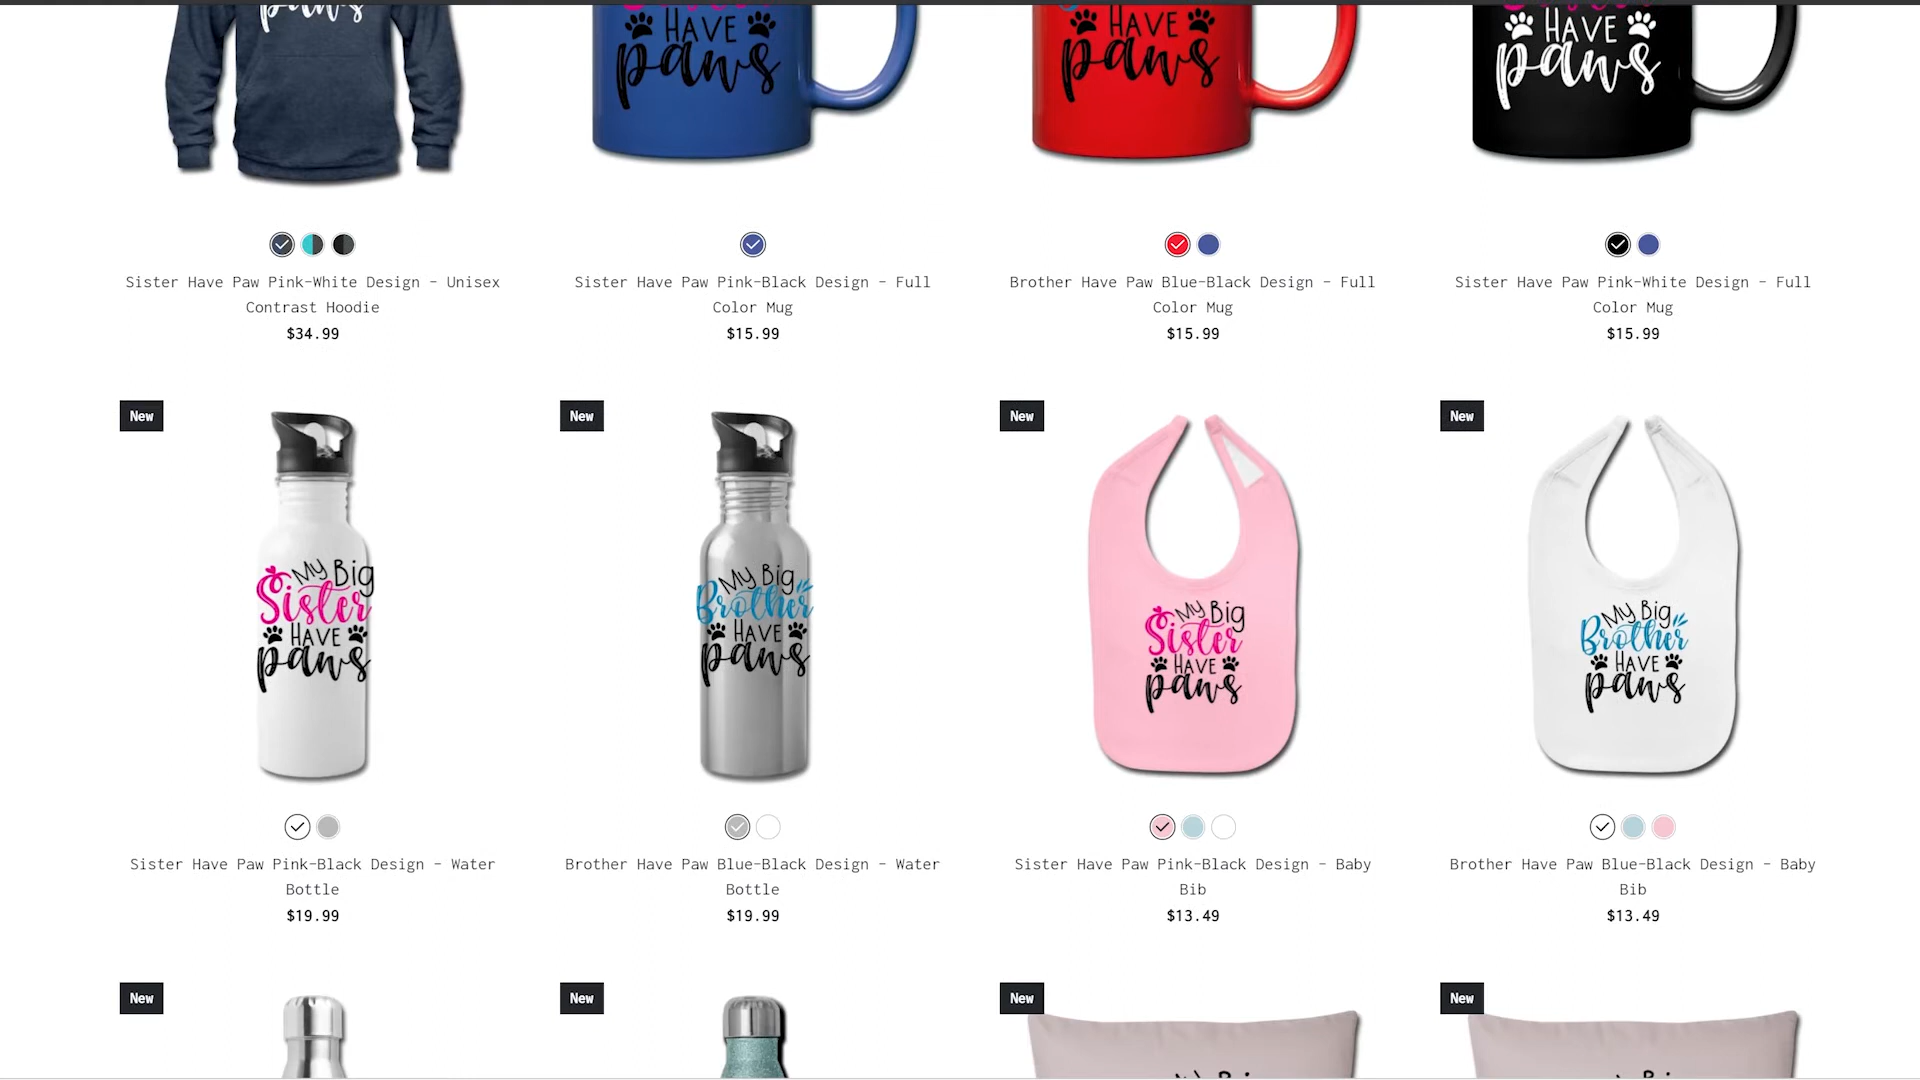 paws
HAVE
paws
HAVE
paws
HAVE
paws
Sister Have Paw Pink-White Design - Unisex
Contrast Hoodie
$34.99
Sister Have Paw Pink-Black Design - Full
Color Mug
$15.99
Brother Have Paw Blue-Black Design - Full
Color Mug
$15.99
Sister Have Paw Pink-White Design - Full
Color Mug
$15.99
New
My Big
Sister
HAVE
paws
New
My Big
Brother
HAVE
paws
New
My Big
Sister
HAVE
paws
New
My Big
Brother
HAVE
paws
Sister Have Paw Pink-Black Design - Water
Bottle
$19.99
Brother Have Paw Blue-Black Design - Water
Bottle
$19.99
Sister Have Paw Pink-Black Design - Baby
Bib
$13.49
Brother Have Paw Blue-Black Design - Baby
Bib
$13.49
New
New
New
New